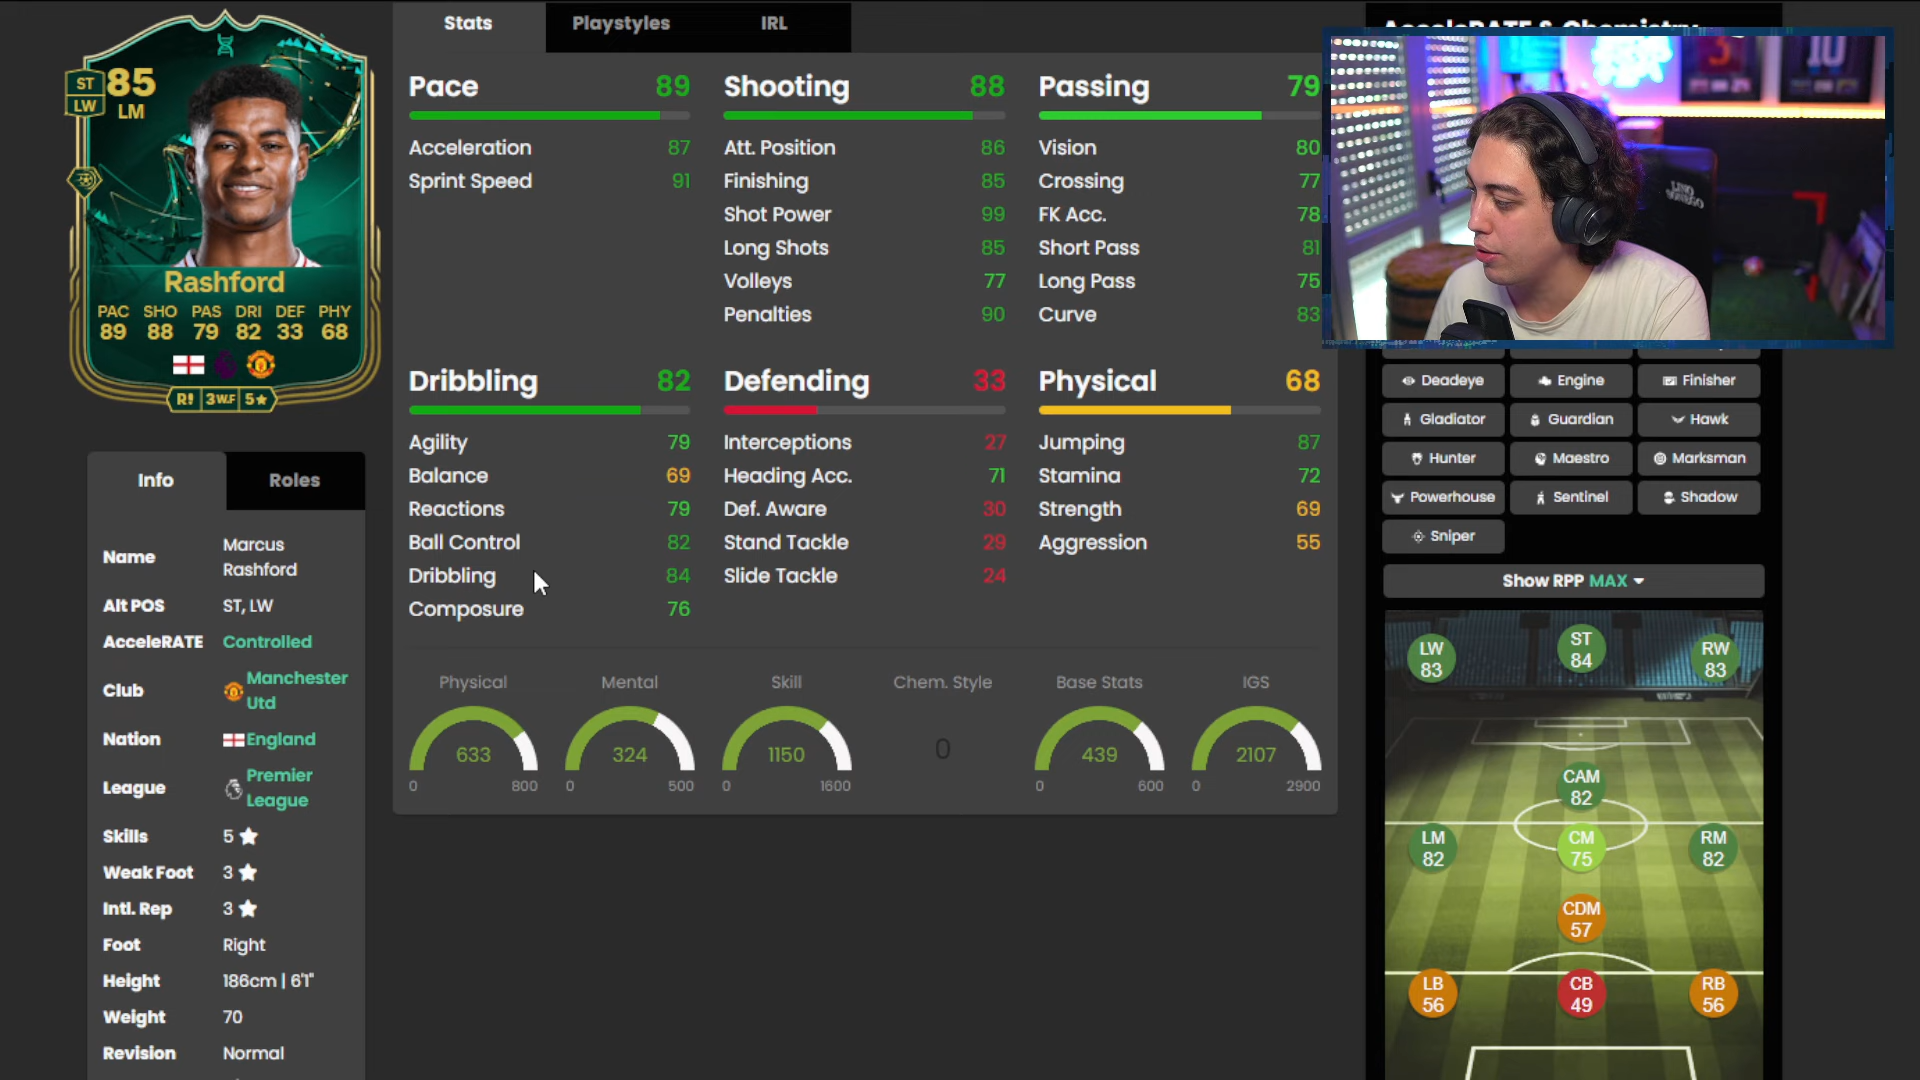 ST
85
LW
LM
Rashford
PAC SHO PAS DRI DEF PHY
89 88 79 82 33 68
R! 3W.F 5★
Info Roles
Name Marcus Rashford
Alt POS ST, LW
AcceleRATE Controlled
Club Manchester Utd
Nation England
League Premier League
Skills 5 ★
Weak Foot 3 ★
Intl. Rep 3 ★
Foot Right
Height 186cm | 6'1"
Weight 70
Revision Normal
Stats Playstyles IRL
Pace 89
Acceleration 87
Sprint Speed 91
Shooting 88
Att. Position 86
Finishing 85
Shot Power 99
Long Shots 85
Volleys 77
Penalties 90
Passing 79
Vision 80
Crossing 77
FK Acc. 78
Short Pass 81
Long Pass 75
Curve 83
Dribbling 82
Agility 79
Balance 69
Reactions 79
Ball Control 82
Dribbling 84
Composure 76
Defending 33
Interceptions 27
Heading Acc. 71
Def. Aware 30
Stand Tackle 29
Slide Tackle 24
Physical 68
Jumping 87
Stamina 72
Strength 69
Aggression 55
Physical Mental Skill Chem. Style Base Stats IGS
633 324 1150 0 439 2107
0 800 0 500 0 1600 0 600 0 2900
AcceleRATE & Chemistry
10
Deadeye Engine Finisher
Gladiator Guardian Hawk
Hunter Maestro Marksman
Powerhouse Sentinel Shadow
Sniper
Show RPP MAX
LW 83
ST 84
RW 83
CAM 82
LM 82
CM 75
RM 82
CDM 57
LB 56
CB 49
RB 56